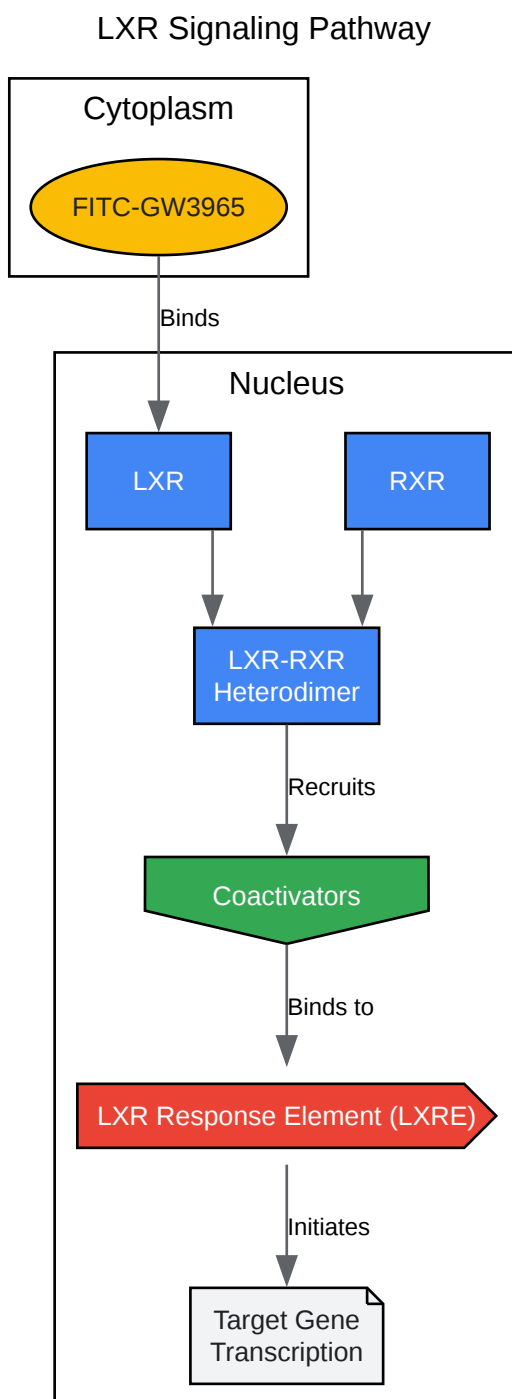 LXR Signaling Pathway
Cytoplasm
FITC-GW3965
Binds
Nucleus
LXR
RXR
LXR-RXR
Heterodimer
Recruits
Coactivators
Binds to
LXR Response Element (LXRE)
Initiates
Target Gene
Transcription